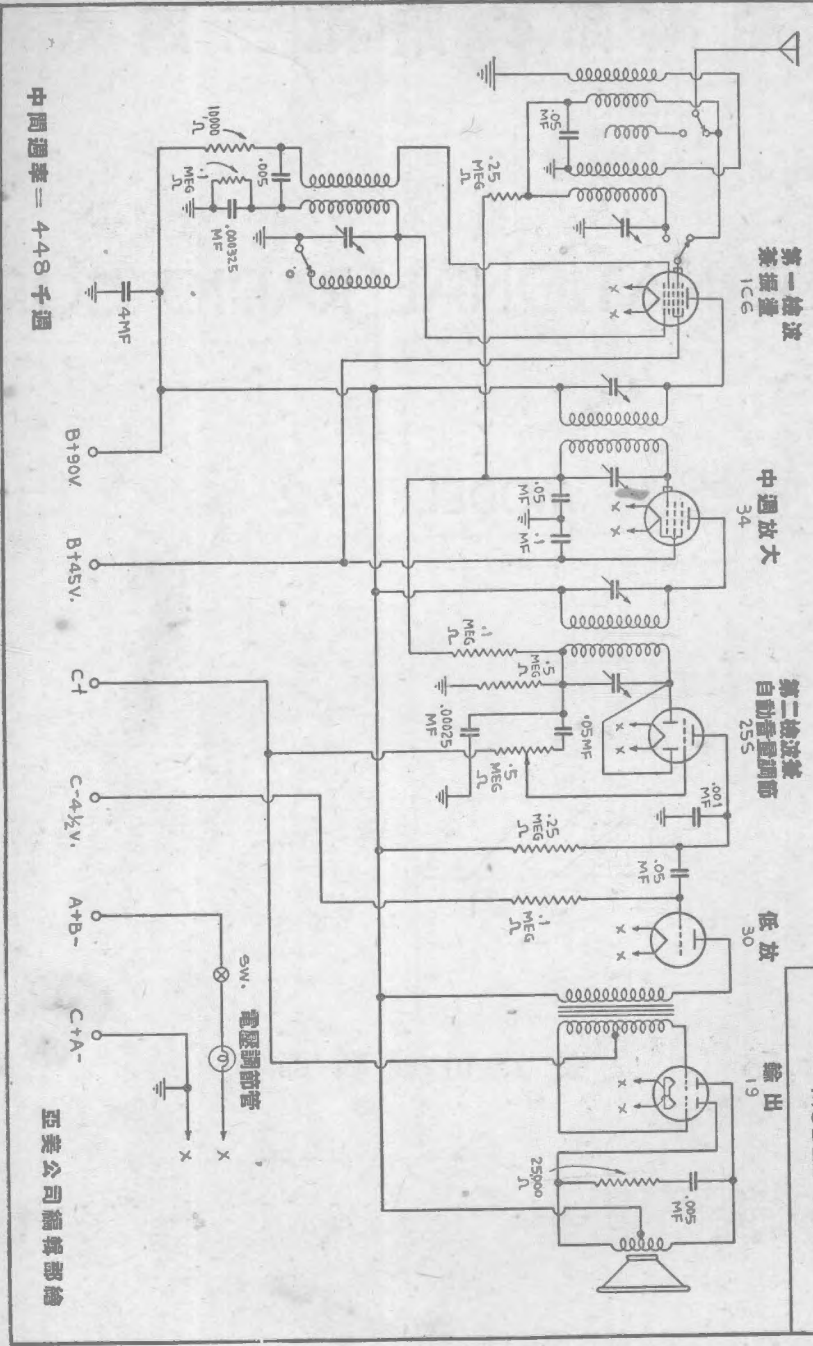 第一檢波
兼振盪
1C6
中週放大
34
第二檢波兼
自動音量調節
25S
低放
30
輸出
19
.05
MF
.25
MEG
Ω
10000
Ω
.005
.1
MEG
Ω
.000325
MF
4MF
X
X
.05
MF
.1
MF
X
X
.1
MEG
Ω
.5
MEG
Ω
.00025
MF
.05MF
.5
MEG
Ω
X
X
.001
MF
.25
MEG
Ω
.05
MF
.1
MEG
Ω
X
X
X
X
25,000
Ω
.005
MF
中間週率=448千週
B+90V.
B+45V.
C+
C-4½V.
A+B-
C+A-
SW.
電壓調節管
X
X
亞美公司編輯部繪